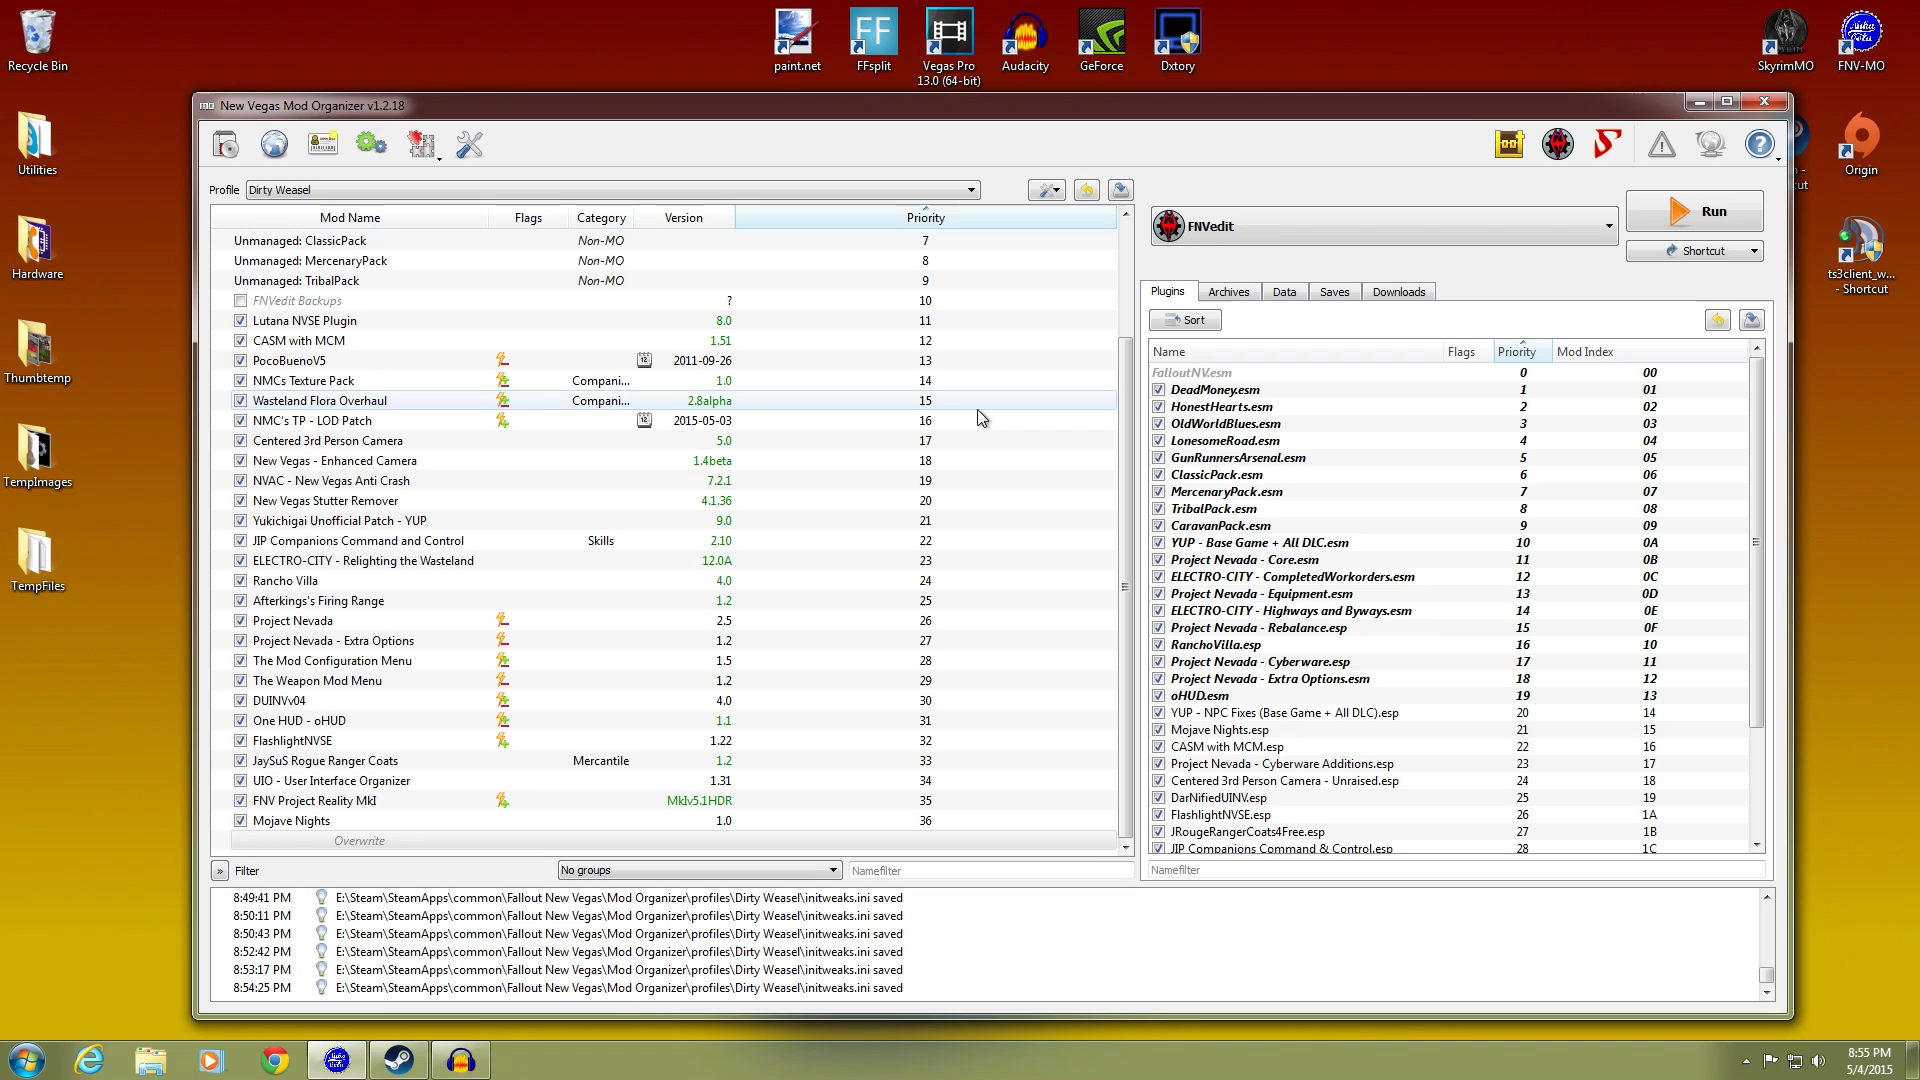 Recycle Bin
Utilities
Hardware
Thumbtemp
TempImages
TempFiles
paint.net
FF
FFsplit
Vegas Pro
13.0 (64-bit)
Audacity
GeForce
Dxtory
SkyrimMO
FNV-MO
Origin
ts3client_w...
- Shortcut
New Vegas Mod Organizer v1.2.18
Profile Dirty Weasel
Mod Name Flags Category Version Priority
Unmanaged: ClassicPack Non-MO 7
Unmanaged: MercenaryPack Non-MO 8
Unmanaged: TribalPack Non-MO 9
FNVedit Backups ? 10
Lutana NVSE Plugin 8.0 11
CASM with MCM 1.51 12
PocoBuenoV5 2011-09-26 13
NMCs Texture Pack Compani... 1.0 14
Wasteland Flora Overhaul Compani... 2.8alpha 15
NMC's TP - LOD Patch 2015-05-03 16
Centered 3rd Person Camera 5.0 17
New Vegas - Enhanced Camera 1.4beta 18
NVAC - New Vegas Anti Crash 7.2.1 19
New Vegas Stutter Remover 4.1.36 20
Yukichigai Unofficial Patch - YUP 9.0 21
JIP Companions Command and Control Skills 2.10 22
ELECTRO-CITY - Relighting the Wasteland 12.0A 23
Rancho Villa 4.0 24
Afterkings's Firing Range 1.2 25
Project Nevada 2.5 26
Project Nevada - Extra Options 1.2 27
The Mod Configuration Menu 1.5 28
The Weapon Mod Menu 1.2 29
DUINVv04 4.0 30
One HUD - oHUD 1.1 31
FlashlightNVSE 1.22 32
JaySuS Rogue Ranger Coats Mercantile 1.2 33
UIO - User Interface Organizer 1.31 34
FNV Project Reality MkI MkIv5.1HDR 35
Mojave Nights 1.0 36
Overwrite
» Filter No groups Namefilter
FNVedit
Run
Shortcut
Plugins Archives Data Saves Downloads
Sort
Name Flags Priority Mod Index
FalloutNV.esm 0 00
DeadMoney.esm 1 01
HonestHearts.esm 2 02
OldWorldBlues.esm 3 03
LonesomeRoad.esm 4 04
GunRunnersArsenal.esm 5 05
ClassicPack.esm 6 06
MercenaryPack.esm 7 07
TribalPack.esm 8 08
CaravanPack.esm 9 09
YUP - Base Game + All DLC.esm 10 0A
Project Nevada - Core.esm 11 0B
ELECTRO-CITY - CompletedWorkorders.esm 12 0C
Project Nevada - Equipment.esm 13 0D
ELECTRO-CITY - Highways and Byways.esm 14 0E
Project Nevada - Rebalance.esp 15 0F
RanchoVilla.esp 16 10
Project Nevada - Cyberware.esp 17 11
Project Nevada - Extra Options.esm 18 12
oHUD.esm 19 13
YUP - NPC Fixes (Base Game + All DLC).esp 20 14
Mojave Nights.esp 21 15
CASM with MCM.esp 22 16
Project Nevada - Cyberware Additions.esp 23 17
Centered 3rd Person Camera - Unraised.esp 24 18
DarNifiedUINV.esp 25 19
FlashlightNVSE.esp 26 1A
JRougeRangerCoats4Free.esp 27 1B
JIP Companions Command & Control.esp 28 1C
Namefilter
8:49:41 PM E:\Steam\SteamApps\common\Fallout New Vegas\Mod Organizer\profiles\Dirty Weasel\initweaks.ini saved
8:50:11 PM E:\Steam\SteamApps\common\Fallout New Vegas\Mod Organizer\profiles\Dirty Weasel\initweaks.ini saved
8:50:43 PM E:\Steam\SteamApps\common\Fallout New Vegas\Mod Organizer\profiles\Dirty Weasel\initweaks.ini saved
8:52:42 PM E:\Steam\SteamApps\common\Fallout New Vegas\Mod Organizer\profiles\Dirty Weasel\initweaks.ini saved
8:53:17 PM E:\Steam\SteamApps\common\Fallout New Vegas\Mod Organizer\profiles\Dirty Weasel\initweaks.ini saved
8:54:25 PM E:\Steam\SteamApps\common\Fallout New Vegas\Mod Organizer\profiles\Dirty Weasel\initweaks.ini saved
8:55 PM
5/4/2015